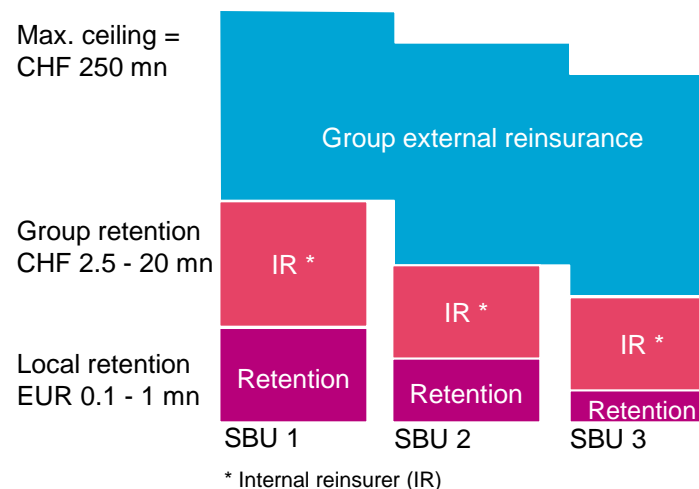 Max. ceiling =
CHF 250 mn
Group external reinsurance
Group retention
CHF 2.5 - 20 mn
IR *
IR *
IR *
Local retention
EUR 0.1 - 1 mn
Retention
Retention
Retention
SBU 1
SBU 2
SBU 3
* Internal reinsurer (IR)